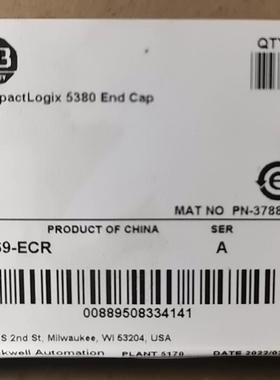 QTY
pactLogix 5380 End Cap
MAT NO PN-3788
PRODUCT OF CHINA SER
69-ECR A
00889508334141
S 2nd St, Milwaukee, WI 53204, USA
kwell Automation PLANT 5170 DATE 2022/0